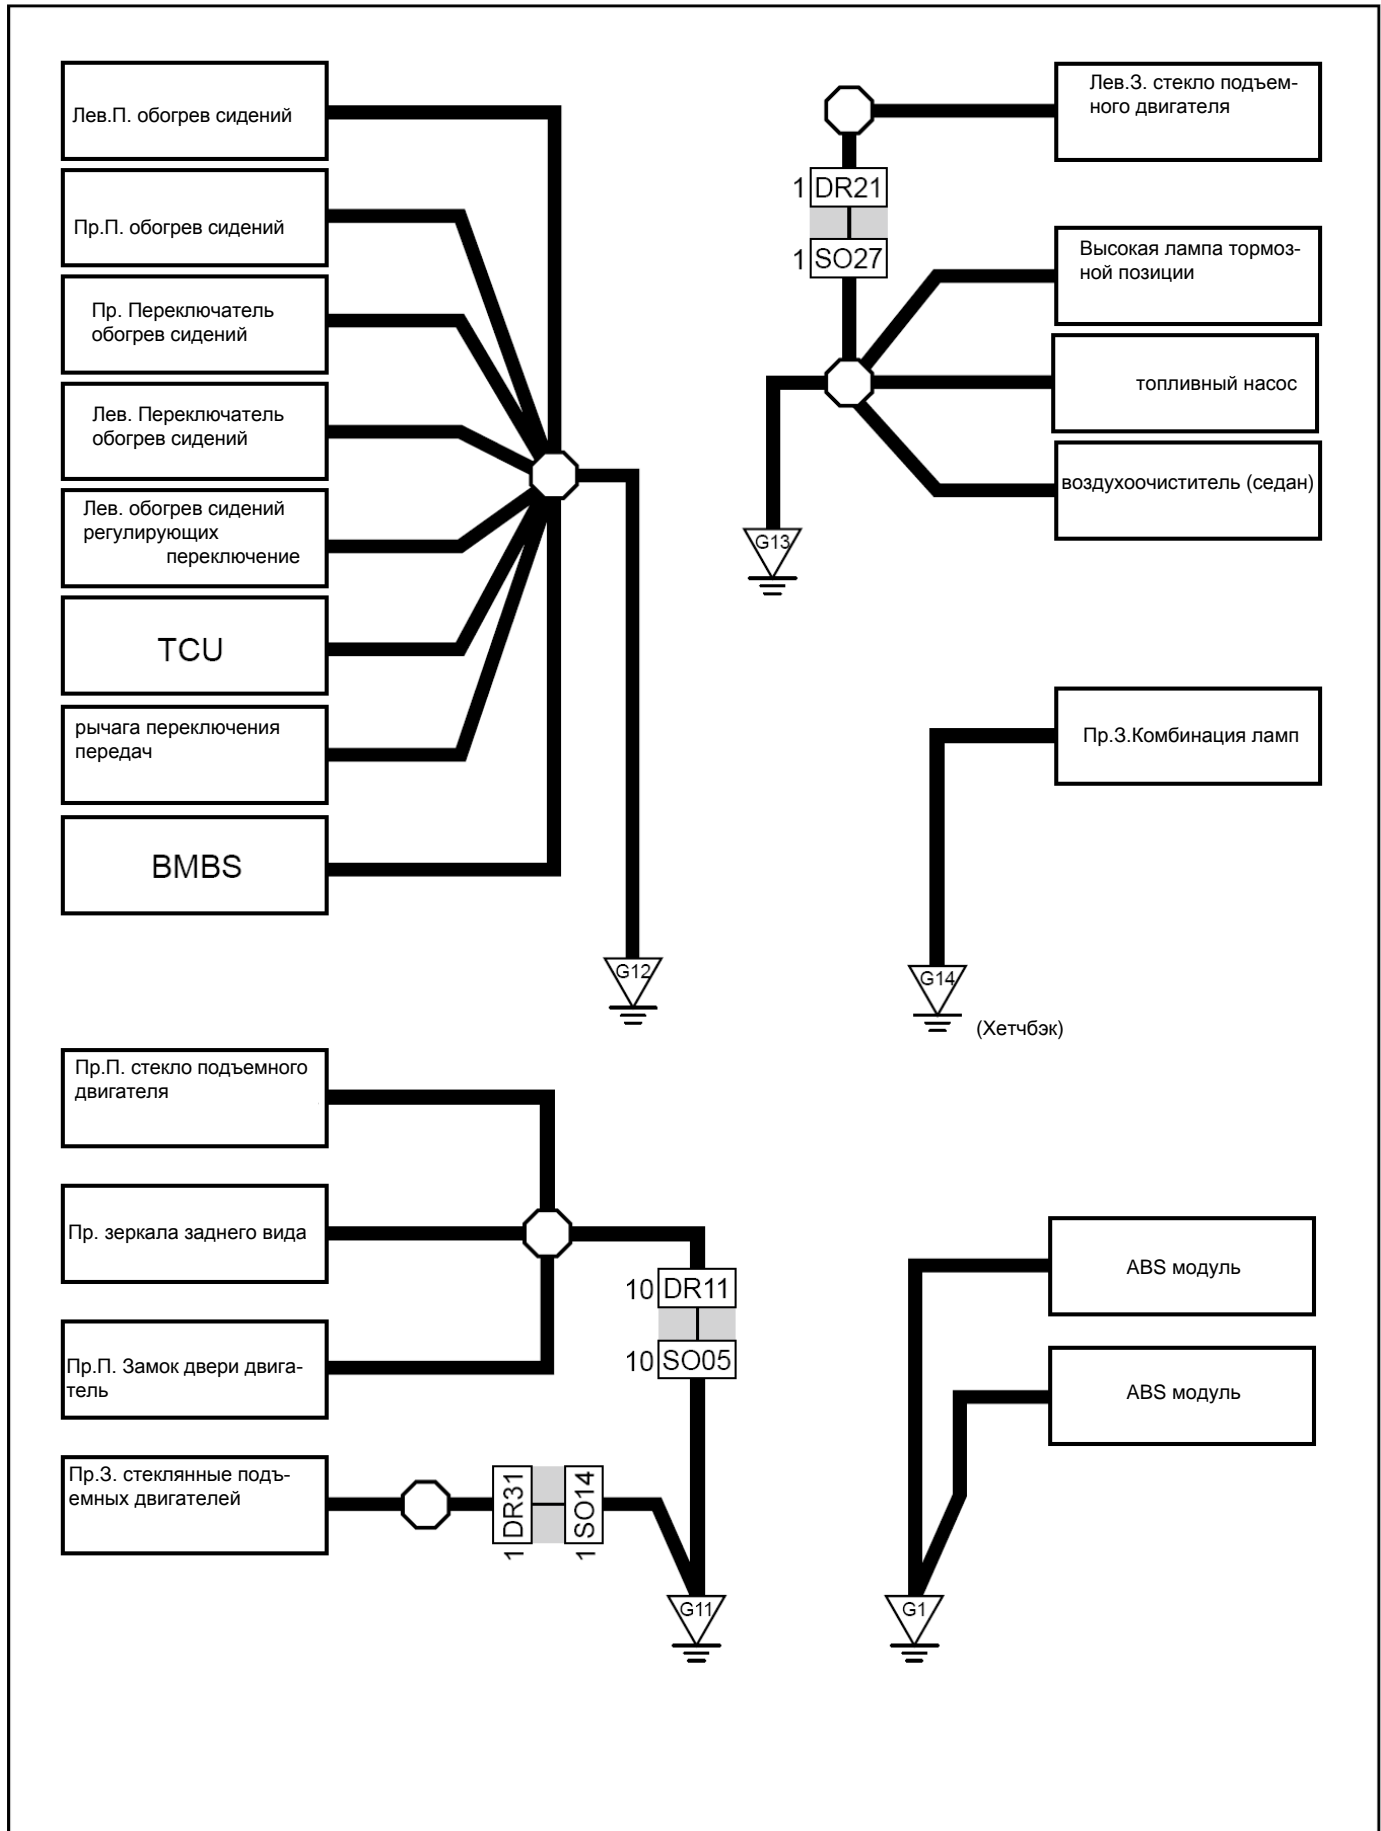 Лев.П. обогрев сидений
Пр.П. обогрев сидений
Пр. Переключатель
обогрев сидений
Лев. Переключатель
обогрев сидений
Лев. обогрев сидений
регулирующих
переключение
TCU
рычага переключения
передач
BMBS
G12
Лев.З. стекло подъем-
ного двигателя
1 DR21
1 SO27
Высокая лампа тормоз-
ной позиции
топливный насос
воздухоочиститель (седан)
G13
Пр.З.Комбинация ламп
G14
(Хетчбэк)
Пр.П. стекло подъемного
двигателя
Пр. зеркала заднего вида
Пр.П. Замок двери двига-
тель
10 DR11
10 SO05
Пр.З. стеклянные подъ-
емных двигателей
1 DR31
1 SO14
G11
ABS модуль
ABS модуль
G1